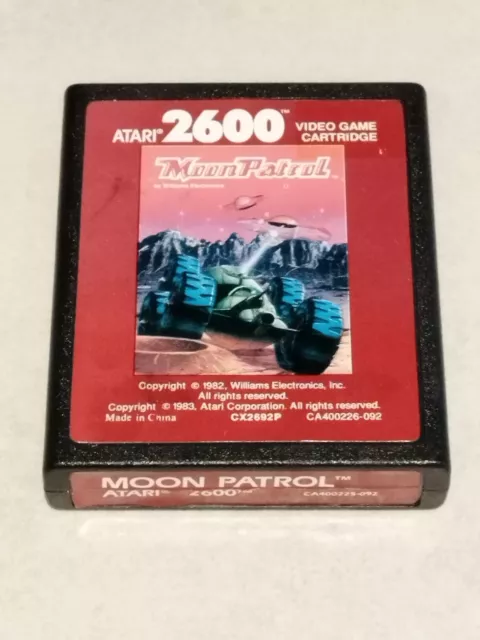 ATARI® 2600™ VIDEO GAME CARTRIDGE
Moon Patrol™
by Williams Electronics
Copyright © 1982, Williams Electronics, Inc.
All rights reserved.
Copyright © 1983, Atari Corporation. All rights reserved.
Made in China CX2692P CA400226-092
MOON PATROL™
ATARI® 2600™ CA400225-092